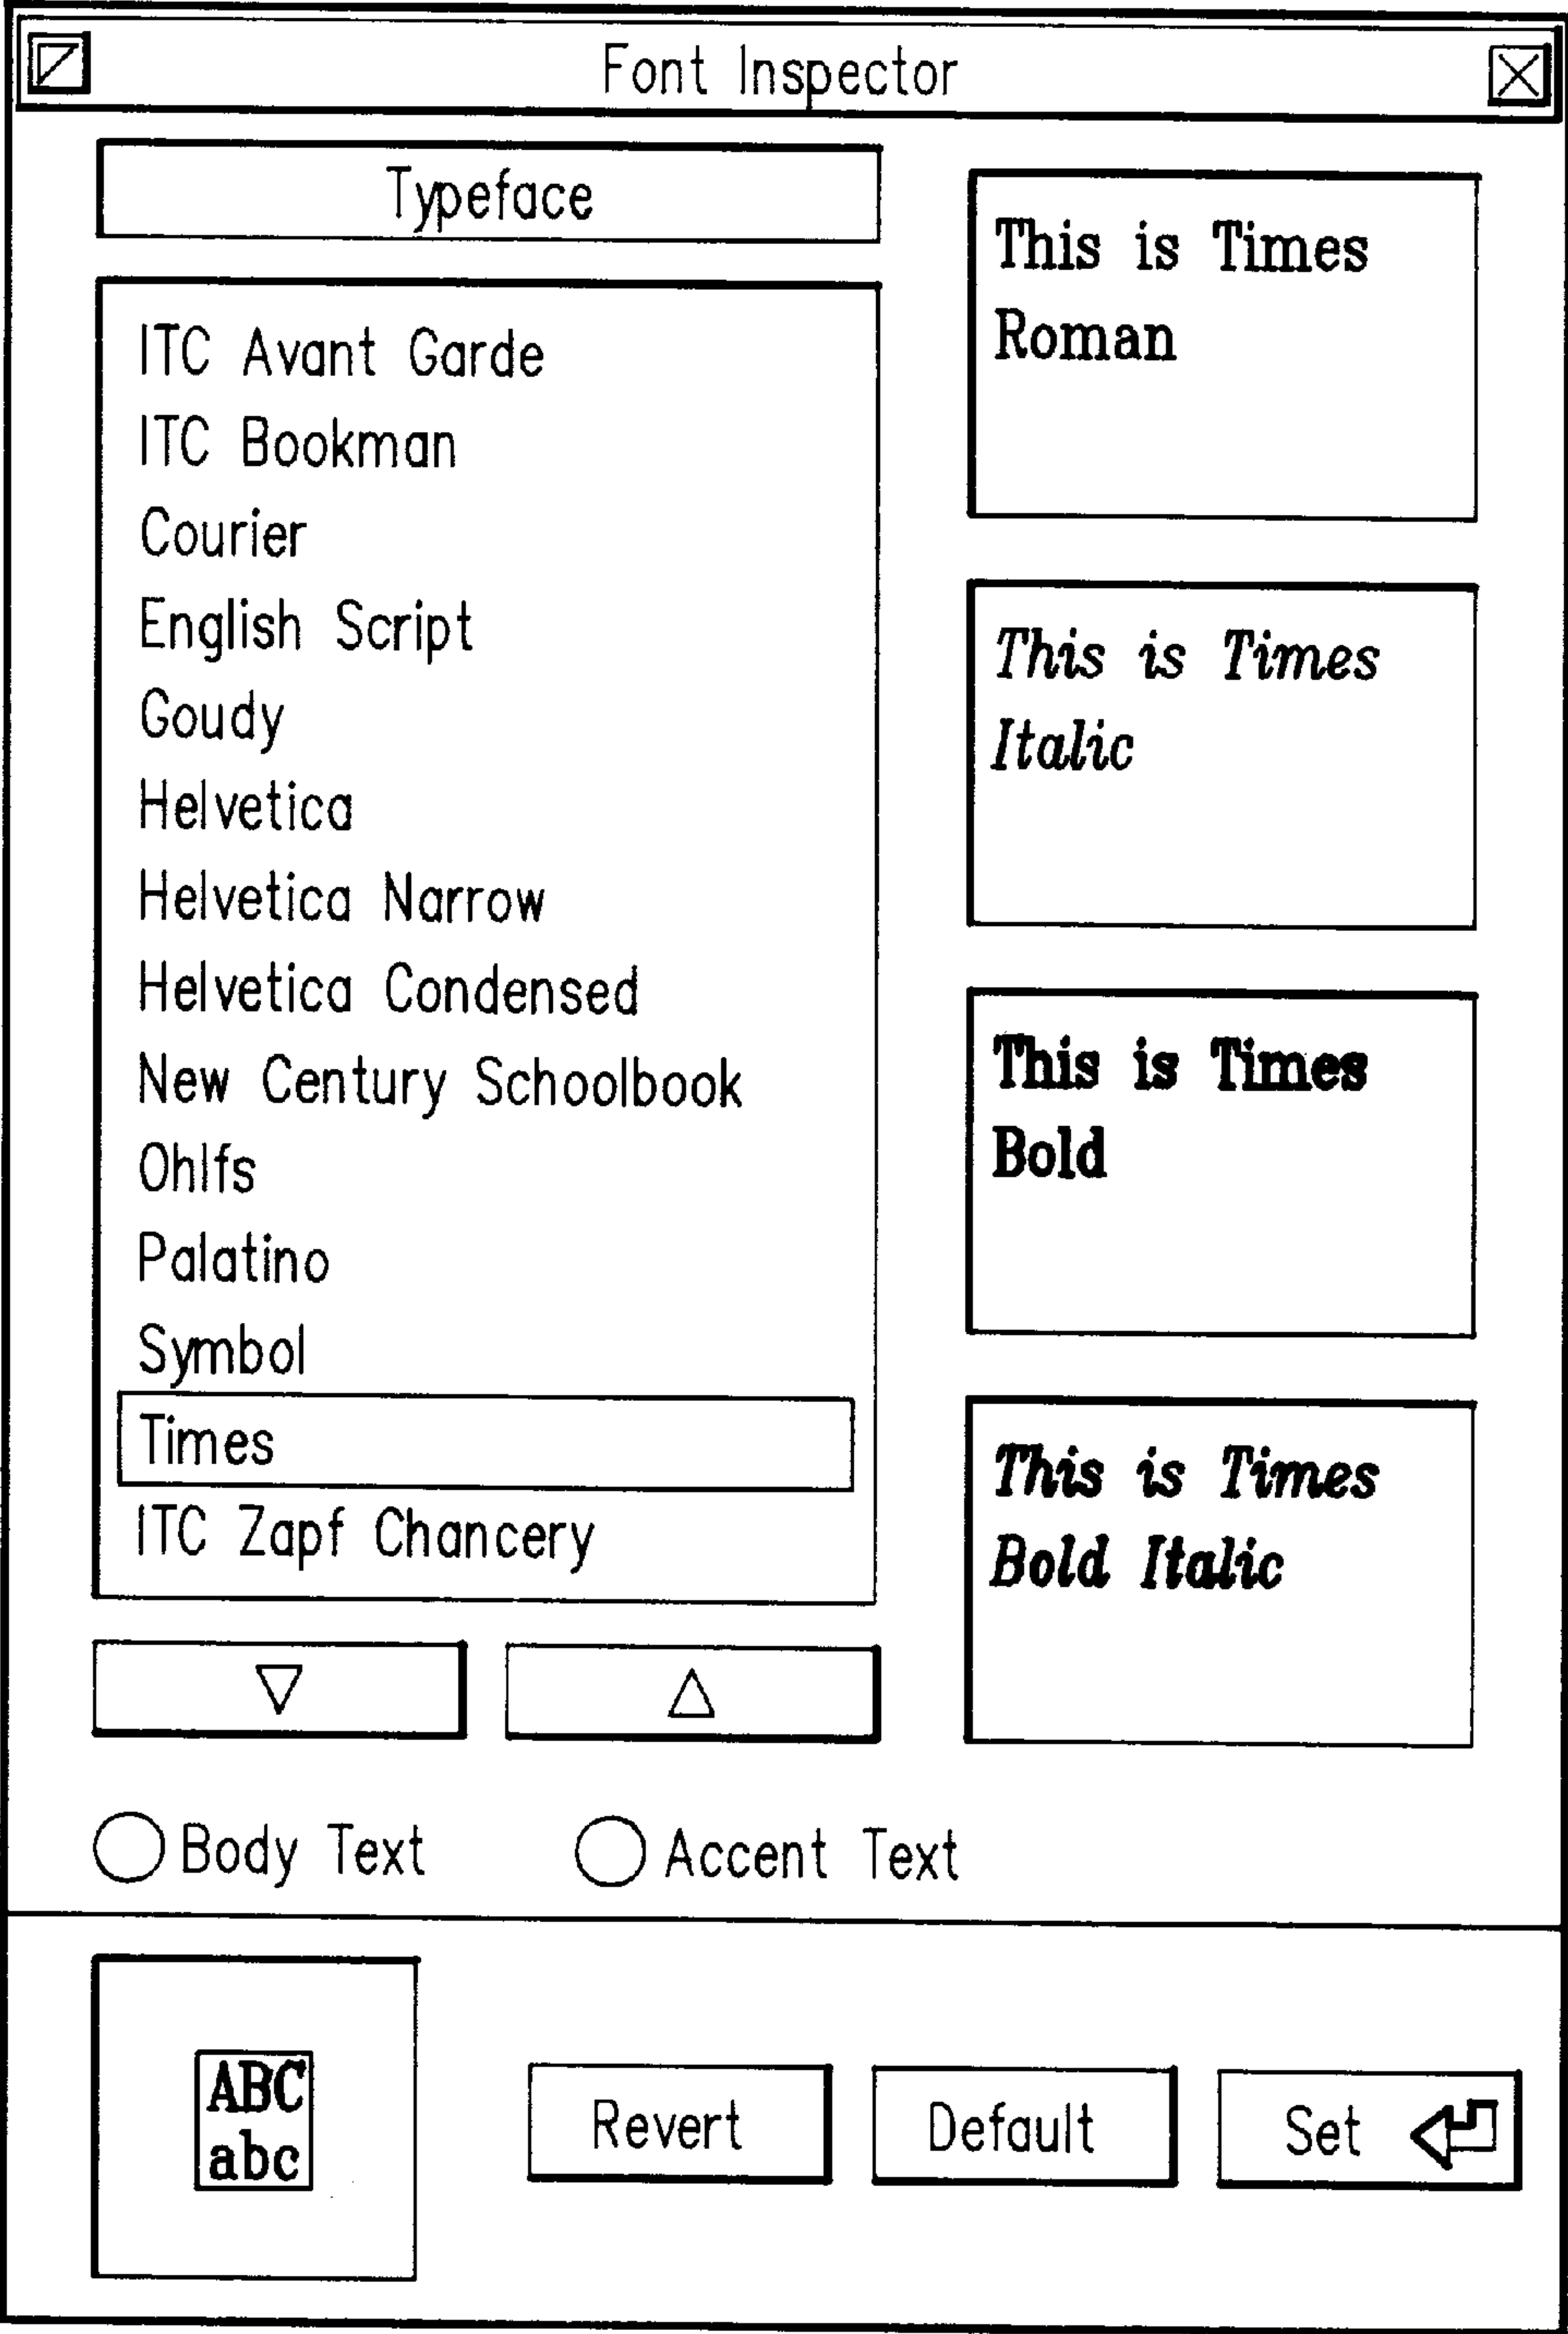 Font Inspector
Typeface
ITC Avant Garde
ITC Bookman
Courier
English Script
Goudy
Helvetica
Helvetica Narrow
Helvetica Condensed
New Century Schoolbook
Ohlfs
Palatino
Symbol
Times
ITC Zapf Chancery
This is Times
Roman
This is Times
Italic
This is Times
Bold
This is Times
Bold Italic
Body Text
Accent Text
ABC
abc
Revert
Default
Set